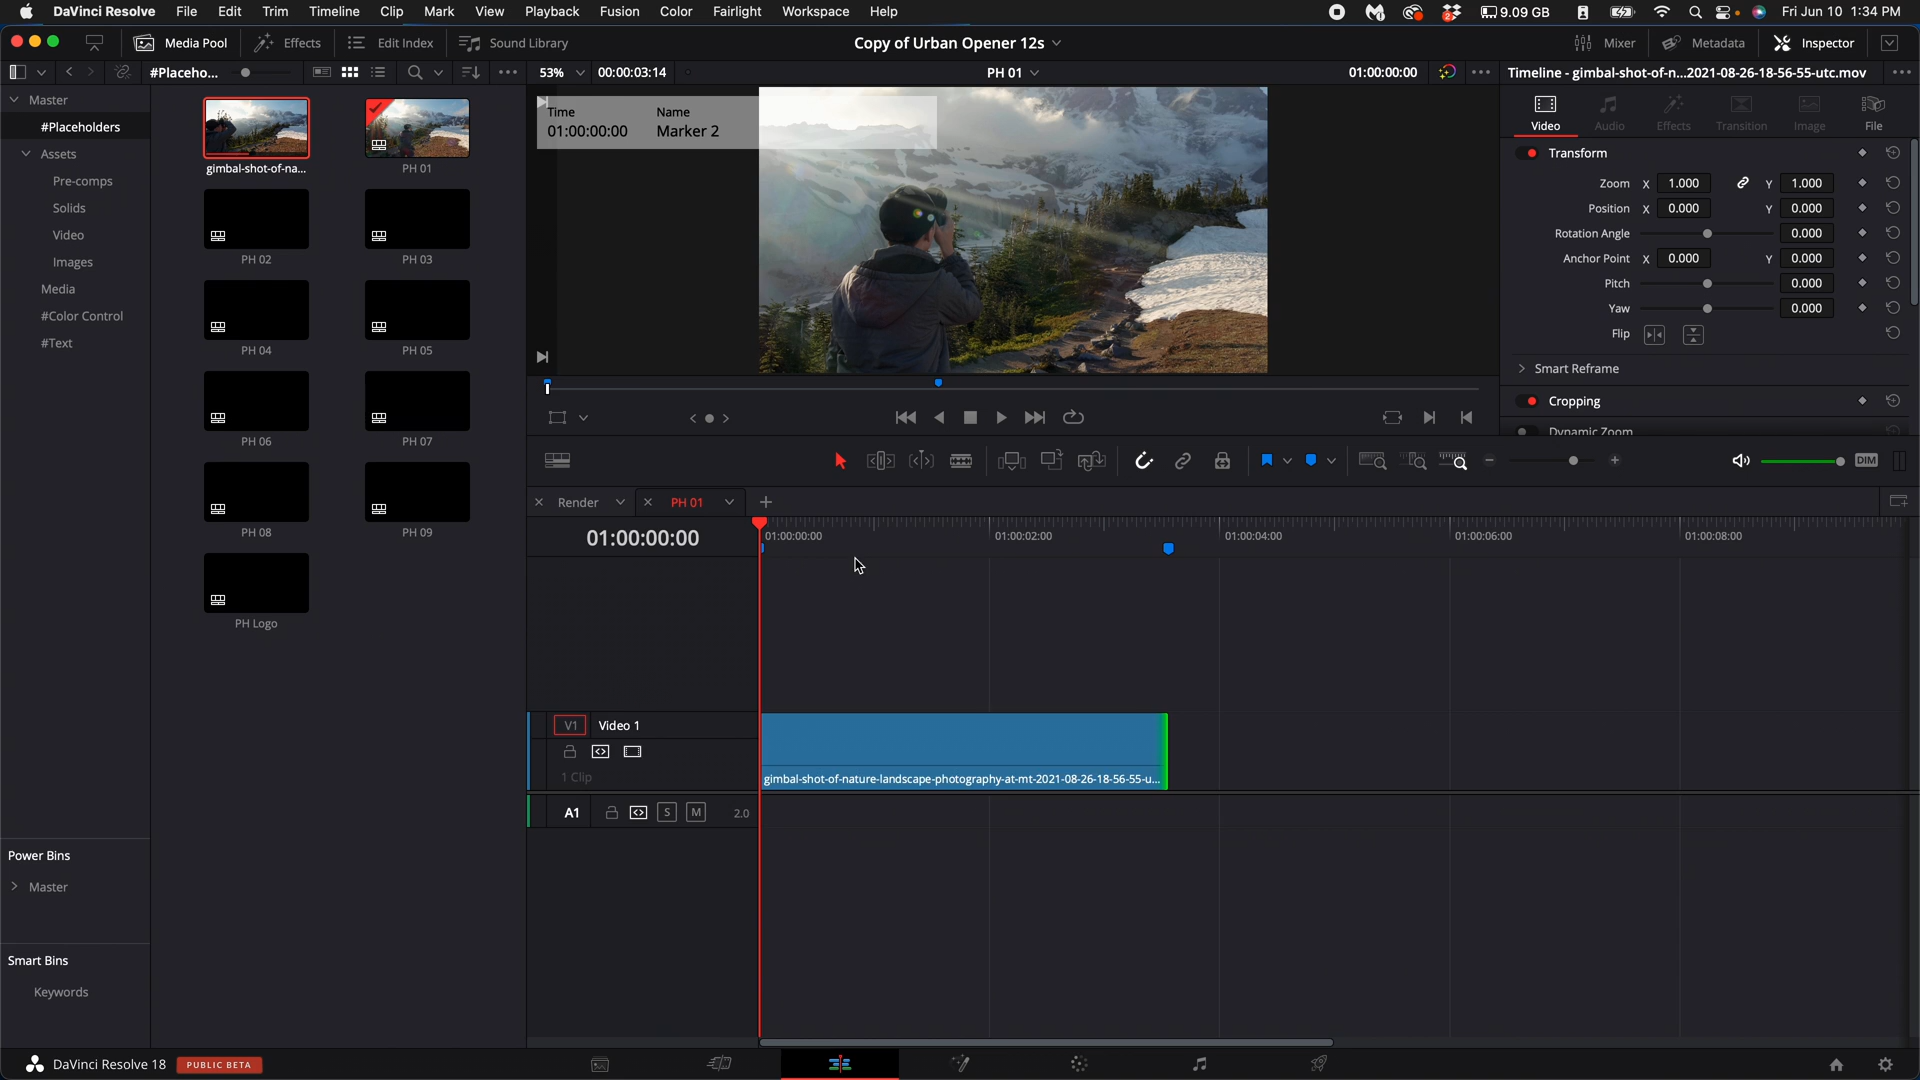 DaVinci Resolve File Edit Trim Timeline Clip Mark View Playback Fusion Color Fairlight Workspace Help 2 9.09 GB Fri Jun 10 1:34 PM
Media Pool Effects Edit Index Sound Library Copy of Urban Opener 12s Mixer Metadata Inspector
#Placeho... 53% 00:00:03:14 PH 01 01:00:00:00 Timeline - gimbal-shot-of-n...2021-08-26-18-56-55-utc.mov
Master
#Placeholders
Assets
Pre-comps
Solids
Video
Images
Media
#Color Control
#Text
Power Bins
Master
Smart Bins
Keywords
gimbal-shot-of-na... PH 01
PH 02 PH 03
PH 04 PH 05
PH 06 PH 07
PH 08 PH 09
PH Logo
Time Name
01:00:00:00 Marker 2
Video Audio Effects Transition Image File
Transform
Zoom X 1.000 Y 1.000
Position X 0.000 Y 0.000
Rotation Angle 0.000
Anchor Point X 0.000 Y 0.000
Pitch 0.000
Yaw 0.000
Flip
Smart Reframe
Cropping
Dynamic Zoom
DIM
Render PH 01
01:00:00:00 01:00:00:00 01:00:02:00 01:00:04:00 01:00:06:00 01:00:08:00
V1 Video 1
1 Clip
gimbal-shot-of-nature-landscape-photography-at-mt-2021-08-26-18-56-55-u...
A1 S M 2.0
DaVinci Resolve 18 PUBLIC BETA